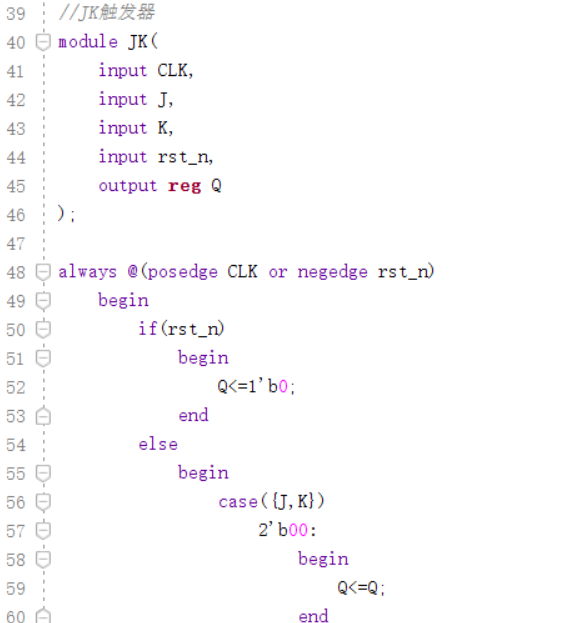 39 //JK触发器
40 module JK(
41     input CLK,
42     input J,
43     input K,
44     input rst_n,
45     output reg Q
46 );
47
48 always @(posedge CLK or negedge rst_n)
49     begin
50         if(rst_n)
51             begin
52                 Q<=1'b0;
53             end
54         else
55             begin
56                 case({J,K})
57                     2'b00:
58                         begin
59                             Q<=Q;
60                         end